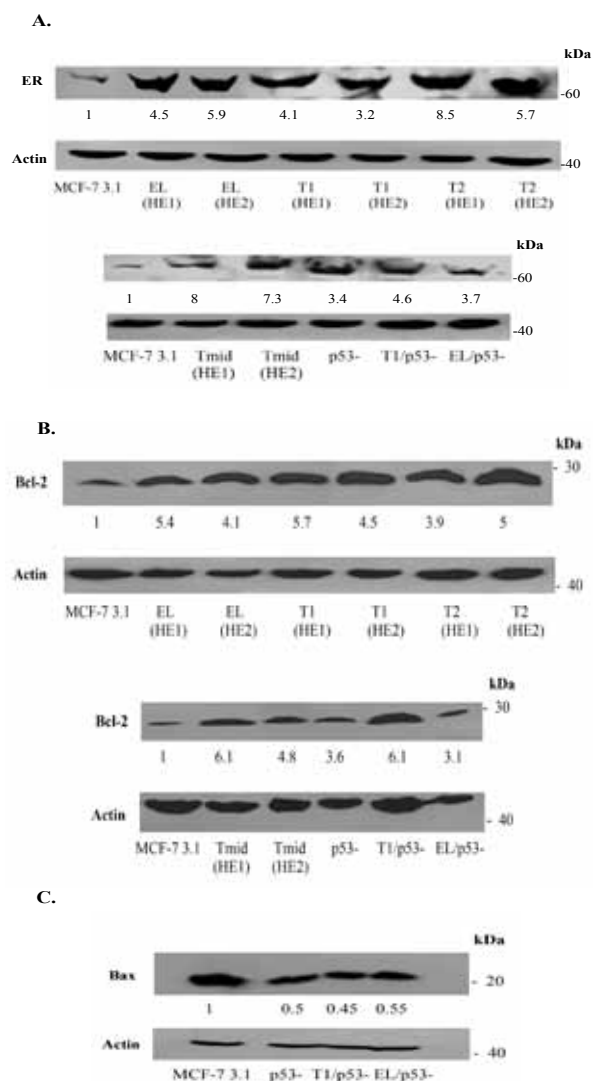 A.
kDa
ER
-60
1 4.5 5.9 4.1 3.2 8.5 5.7
Actin
-40
MCF-7 3.1 EL T1 T1 T2 T2
EL
(HE1) (HE2) (HE1) (HE2) (HE1) (HE2)
kDa
-60
1 8 7.3 3.4 4.6 3.7
-40
MCF-7 3.1 Tmid Tmid p53- T1/p53- EL/p53-
(HE1) (HE2)
B.
kDa
Bcl-2
- 30
1 5.4 4.1 5.7 4.5 3.9 5
Actin
- 40
MCF-7 3.1 EL EL T1 T1 T2 T2
(HE1) (HE2) (HE1) (HE2) (HE1) (HE2)
kDa
Bcl-2
- 30
1 6.1 4.8 3.6 6.1 3.1
Actin
- 40
MCF-7 3.1 Tmid Tmid p53- T1/p53- EL/p53-
(HE1) (HE2)
C.
kDa
Bax
- 20
1 0.5 0.45 0.55
Actin
- 40
MCF-7 3.1 p53- T1/p53- EL/p53-